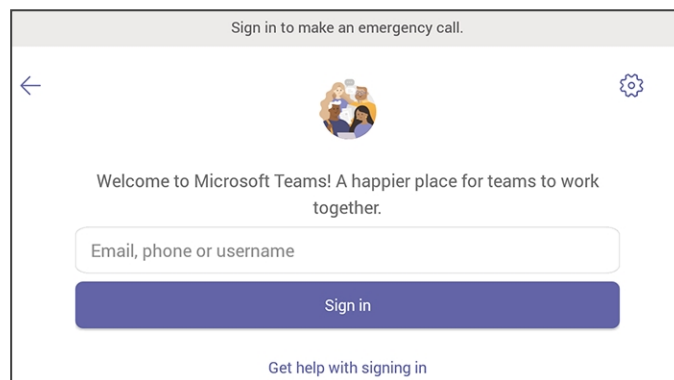 Sign in to make an emergency call.
Welcome to Microsoft Teams! A happier place for teams to work
together.
Email, phone or username
Sign in
Get help with signing in